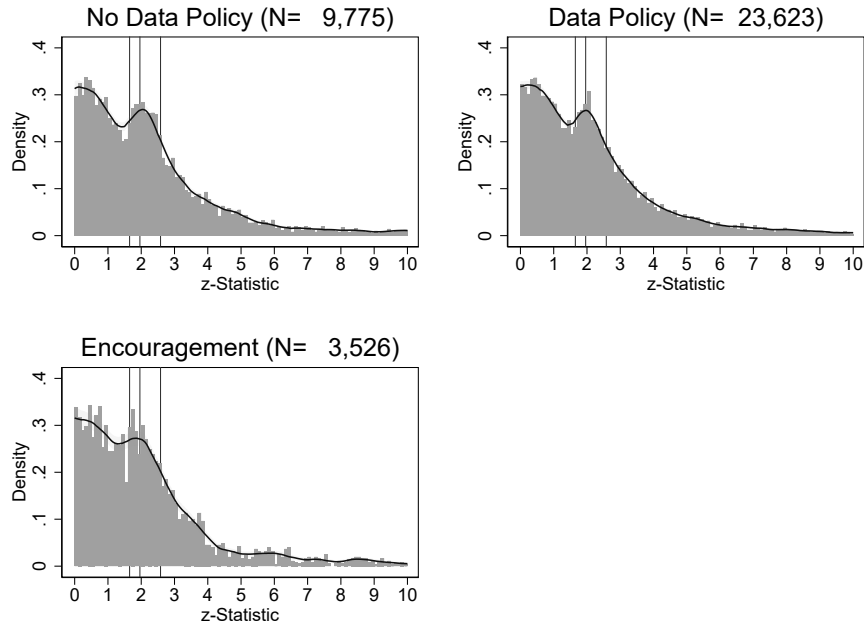 No Data Policy (N= 9,775)
Density
0 .1 .2 .3 .4
0 1 2 3 4 5 6 7 8 9 10
z-Statistic
Data Policy (N= 23,623)
Density
0 .1 .2 .3 .4
0 1 2 3 4 5 6 7 8 9 10
z-Statistic
Encouragement (N= 3,526)
Density
0 .1 .2 .3 .4
0 1 2 3 4 5 6 7 8 9 10
z-Statistic